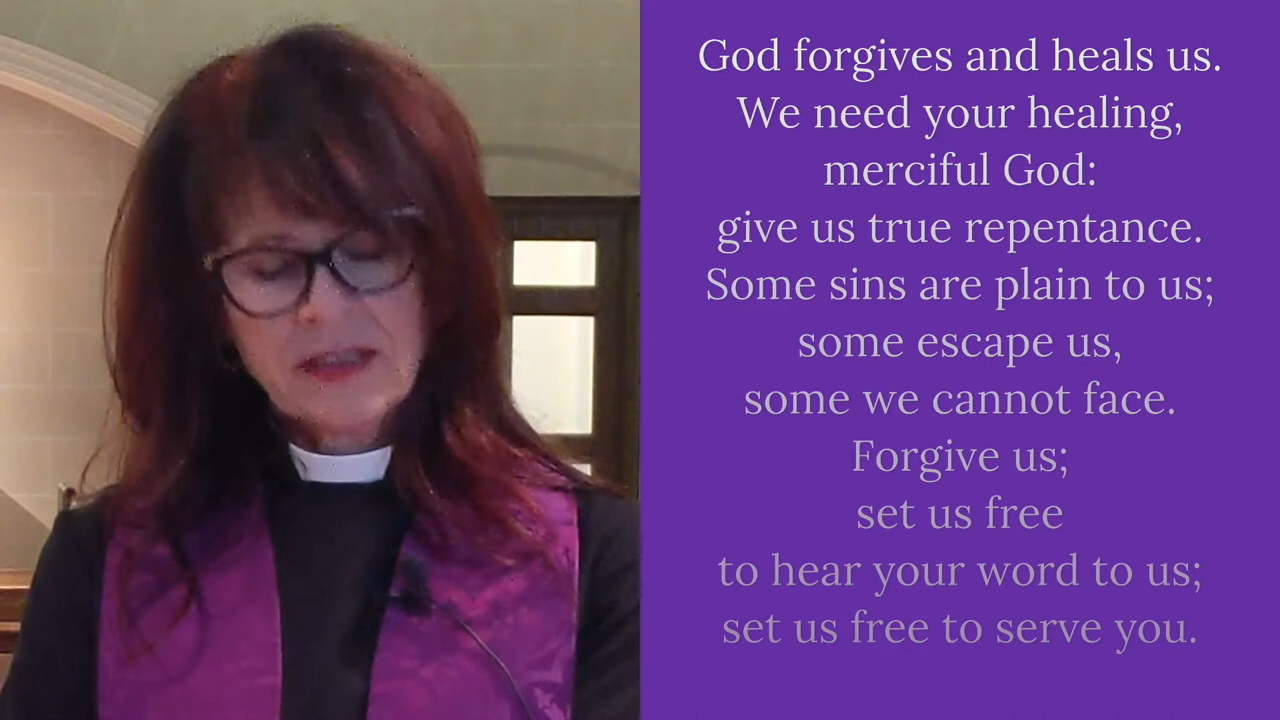 God forgives and heals us.
We need your healing,
merciful God:
give us true repentance.
Some sins are plain to us;
some escape us,
some we cannot face.
Forgive us;
set us free
to hear your word to us;
set us free to serve you.